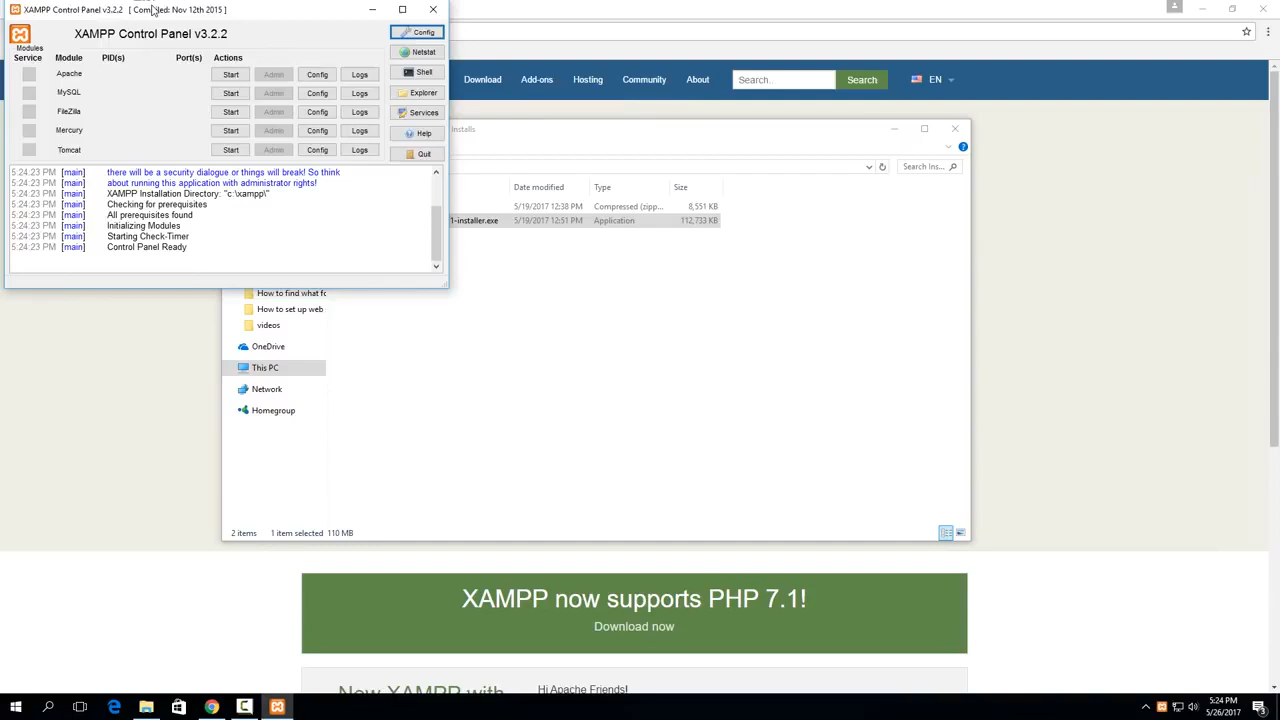 XAMPP Control Panel v3.2.2 [ Compiled: Nov 12th 2015 ]
XAMPP Control Panel v3.2.2
Config
Modules
Service Module PID(s) Port(s) Actions
Netstat
Apache Start Admin Config Logs
Shell
MySQL Start Admin Config Logs
Explorer
FileZilla Start Admin Config Logs
Services
Mercury Start Admin Config Logs
Help
Tomcat Start Admin Config Logs
Quit
5:24:23 PM [main] there will be a security dialogue or things will break! So think
5:24:23 PM [main] about running this application with administrator rights!
5:24:23 PM [main] XAMPP Installation Directory: "c:\xampp\"
5:24:23 PM [main] Checking for prerequisites
5:24:23 PM [main] All prerequisites found
5:24:23 PM [main] Initializing Modules
5:24:23 PM [main] Starting Check-Timer
5:24:23 PM [main] Control Panel Ready
Download Add-ons Hosting Community About Search.. Search EN
Installs
Search Ins...
Date modified Type Size
5/19/2017 12:38 PM Compressed (zipp... 8,551 KB
1-installer.exe 5/19/2017 12:51 PM Application 112,733 KB
How to find what fo
How to set up web
videos
OneDrive
This PC
Network
Homegroup
2 items 1 item selected 110 MB
XAMPP now supports PHP 7.1!
Download now
New XAMPP with
Hi Apache Friends!
5:24 PM
5/26/2017
3